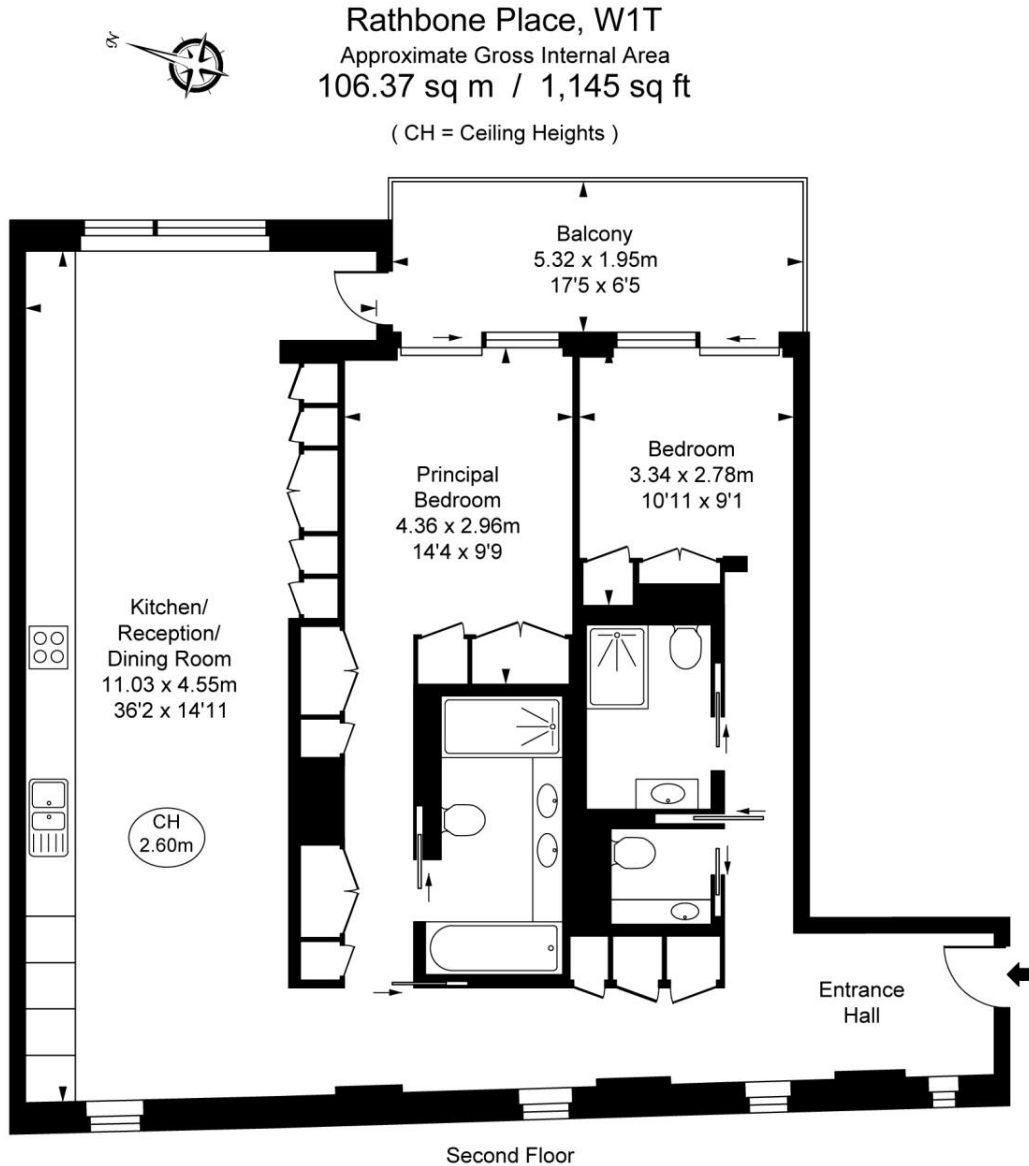 Rathbone Place, W1T
Approximate Gross Internal Area
106.37 sq m / 1,145 sq ft
( CH = Ceiling Heights )
N
Balcony
5.32 x 1.95m
17'5 x 6'5
Principal
Bedroom
4.36 x 2.96m
14'4 x 9'9
Bedroom
3.34 x 2.78m
10'11 x 9'1
Kitchen/
Reception/
Dining Room
11.03 x 4.55m
36'2 x 14'11
CH
2.60m
Entrance
Hall
Second Floor